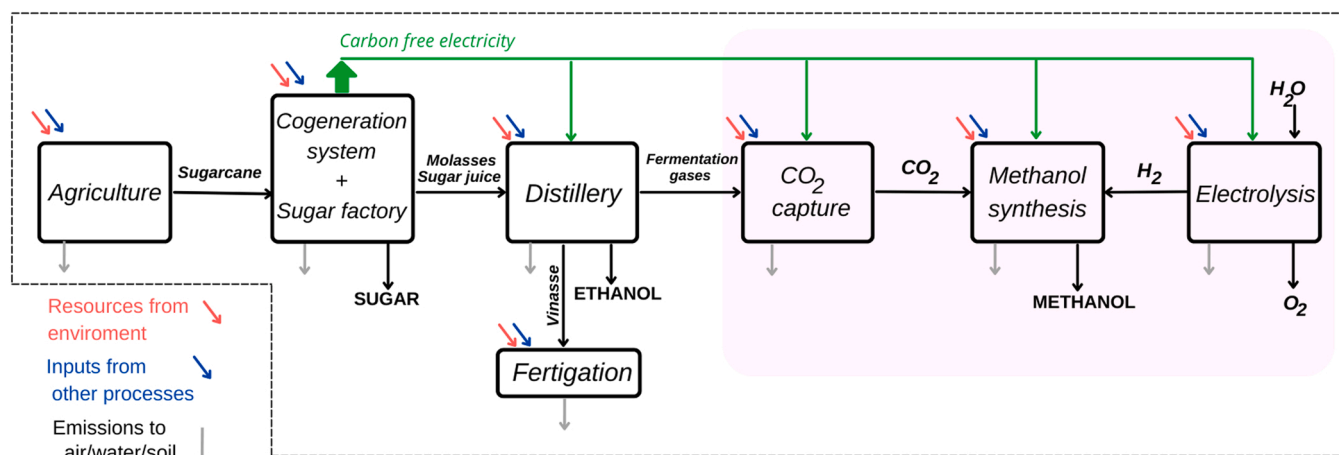 Carbon free electricity
H2O
Agriculture
Sugarcane
Cogeneration
system
+
Sugar factory
Molasses
Sugar juice
Distillery
Fermentation
gases
CO2
capture
CO2
Methanol
synthesis
H2
Electrolysis
SUGAR
Vinasse
ETHANOL
METHANOL
O2
Fertigation
Resources from
enviroment
Inputs from
other processes
Emissions to
air/water/soil